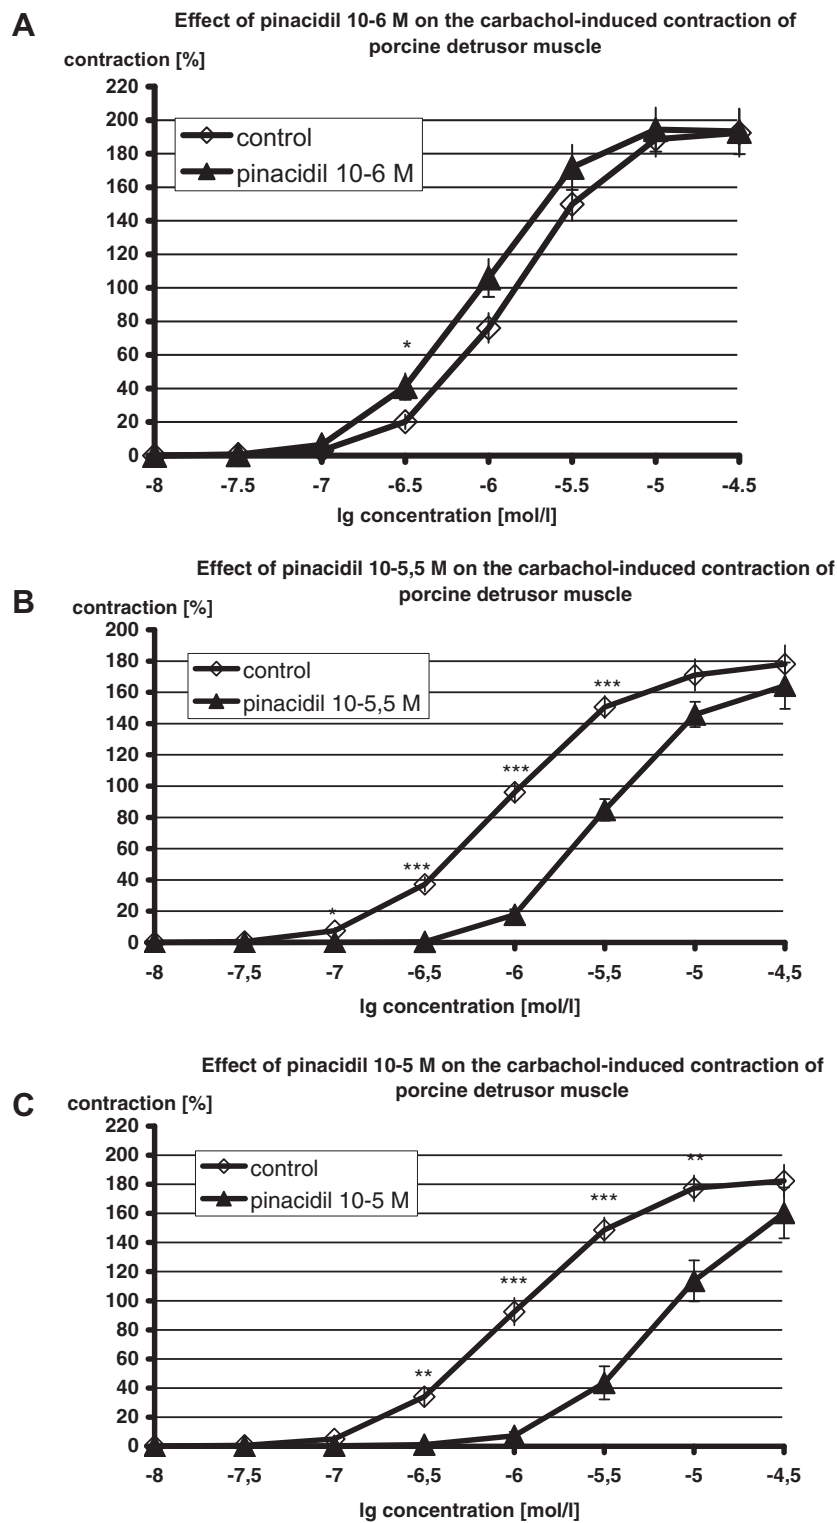 A
Effect of pinacidil 10-6 M on the carbachol-induced contraction of
porcine detrusor muscle
contraction [%]
220
200
180
160
140
120
100
80
60
40
20
0
control
pinacidil 10-6 M
*
-8 -7.5 -7 -6.5 -6 -5.5 -5 -4.5
lg concentration [mol/l]
B
Effect of pinacidil 10-5,5 M on the carbachol-induced contraction of
porcine detrusor muscle
contraction [%]
200
180
160
140
120
100
80
60
40
20
0
control
pinacidil 10-5,5 M
* *** *** ***
-8 -7,5 -7 -6,5 -6 -5,5 -5 -4,5
lg concentration [mol/l]
C
Effect of pinacidil 10-5 M on the carbachol-induced contraction of
porcine detrusor muscle
contraction [%]
220
200
180
160
140
120
100
80
60
40
20
0
control
pinacidil 10-5 M
** *** *** **
-8 -7,5 -7 -6,5 -6 -5,5 -5 -4,5
lg concentration [mol/l]